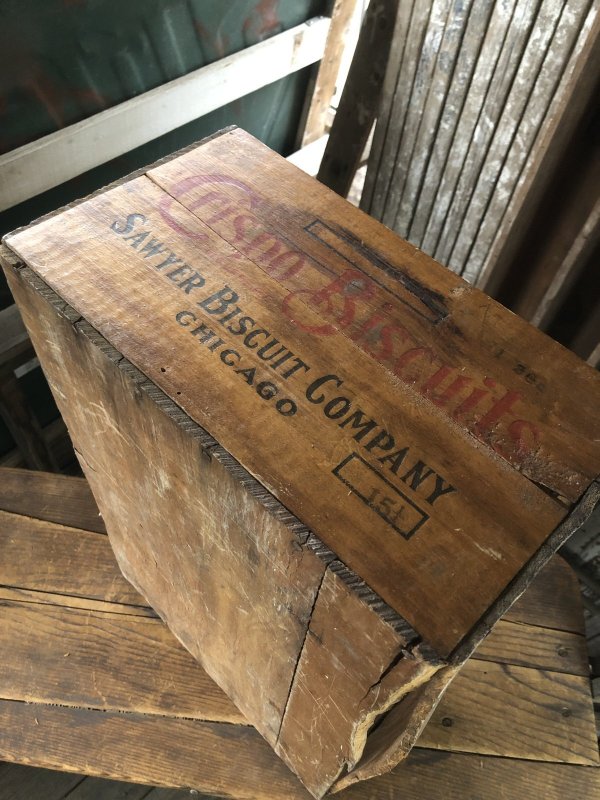 Crispo Biscuits
SAWYER BISCUIT COMPANY
CHICAGO
151